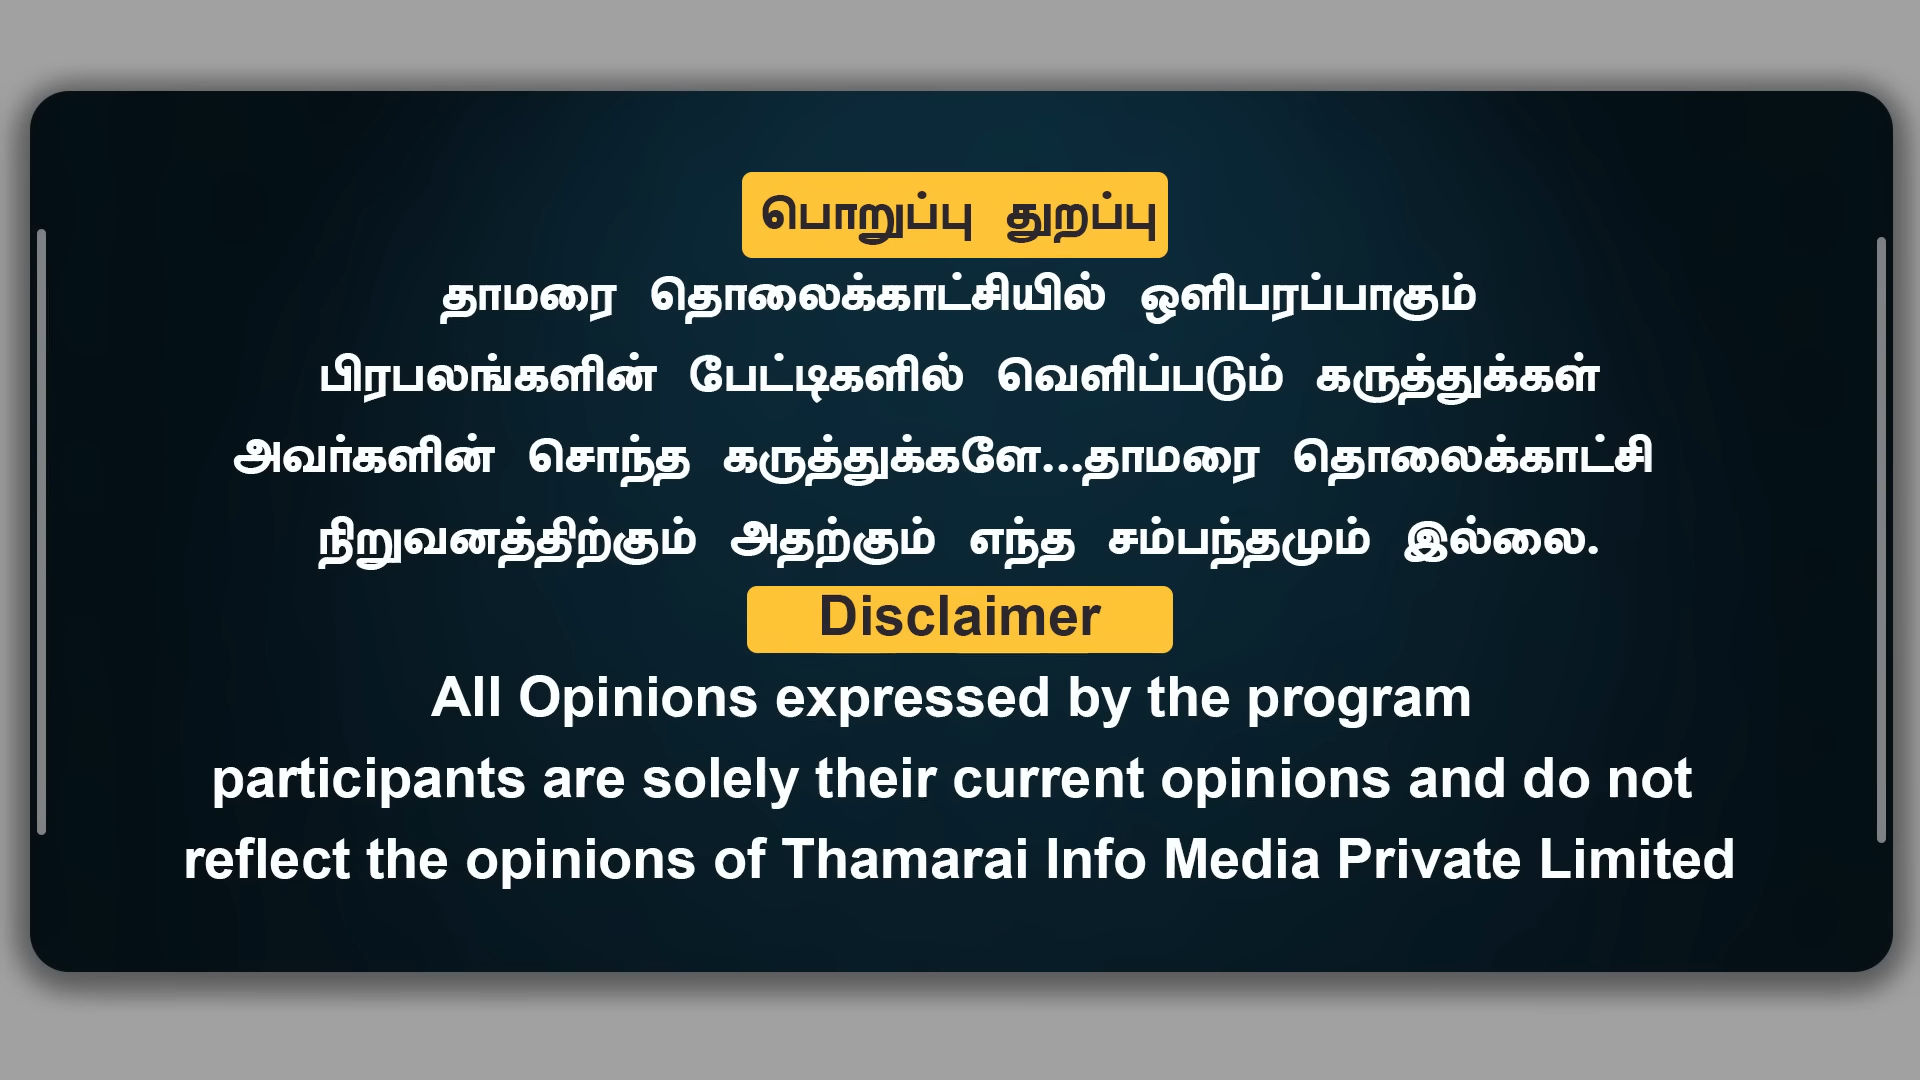 பொறுப்பு துறப்பு
தாமரை தொலைக்காட்சியில் ஒளிபரப்பாகும்
பிரபலங்களின் பேட்டிகளில் வெளிப்படும் கருத்துக்கள்
அவர்களின் சொந்த கருத்துக்களே...தாமரை தொலைக்காட்சி
நிறுவனத்திற்கும் அதற்கும் எந்த சம்பந்தமும் இல்லை.
Disclaimer
All Opinions expressed by the program
participants are solely their current opinions and do not
reflect the opinions of Thamarai Info Media Private Limited